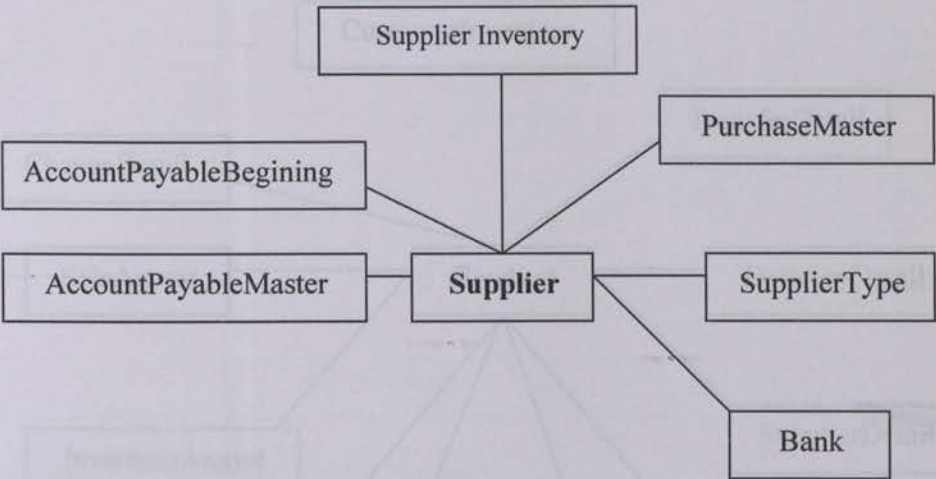 Supplier Inventory
PurchaseMaster
AccountPayableBegining
AccountPayableMaster
Supplier
SupplierType
Bank